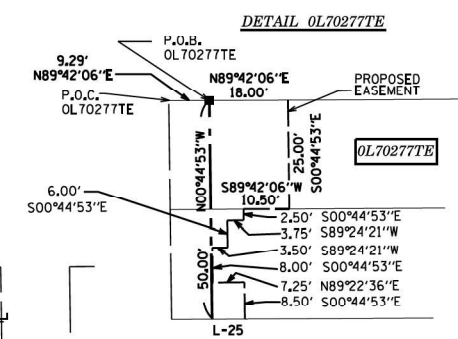 DETAIL 0L70277TE
P.O.B.
0L70277TE
9.29'
N89°42'06"E
P.O.C.
0L70277TE
N89°42'06"E
18.00'
PROPOSED
EASEMENT
N00°44'53"W
50.00'
25.00'
S00°44'53"E
0L70277TE
S89°42'06"W
10.50'
6.00'
S00°44'53"E
2.50' S00°44'53"E
3.75' S89°24'21"W
3.50' S89°24'21"W
8.00' S00°44'53"E
7.25' N89°22'36"E
8.50' S00°44'53"E
L-25